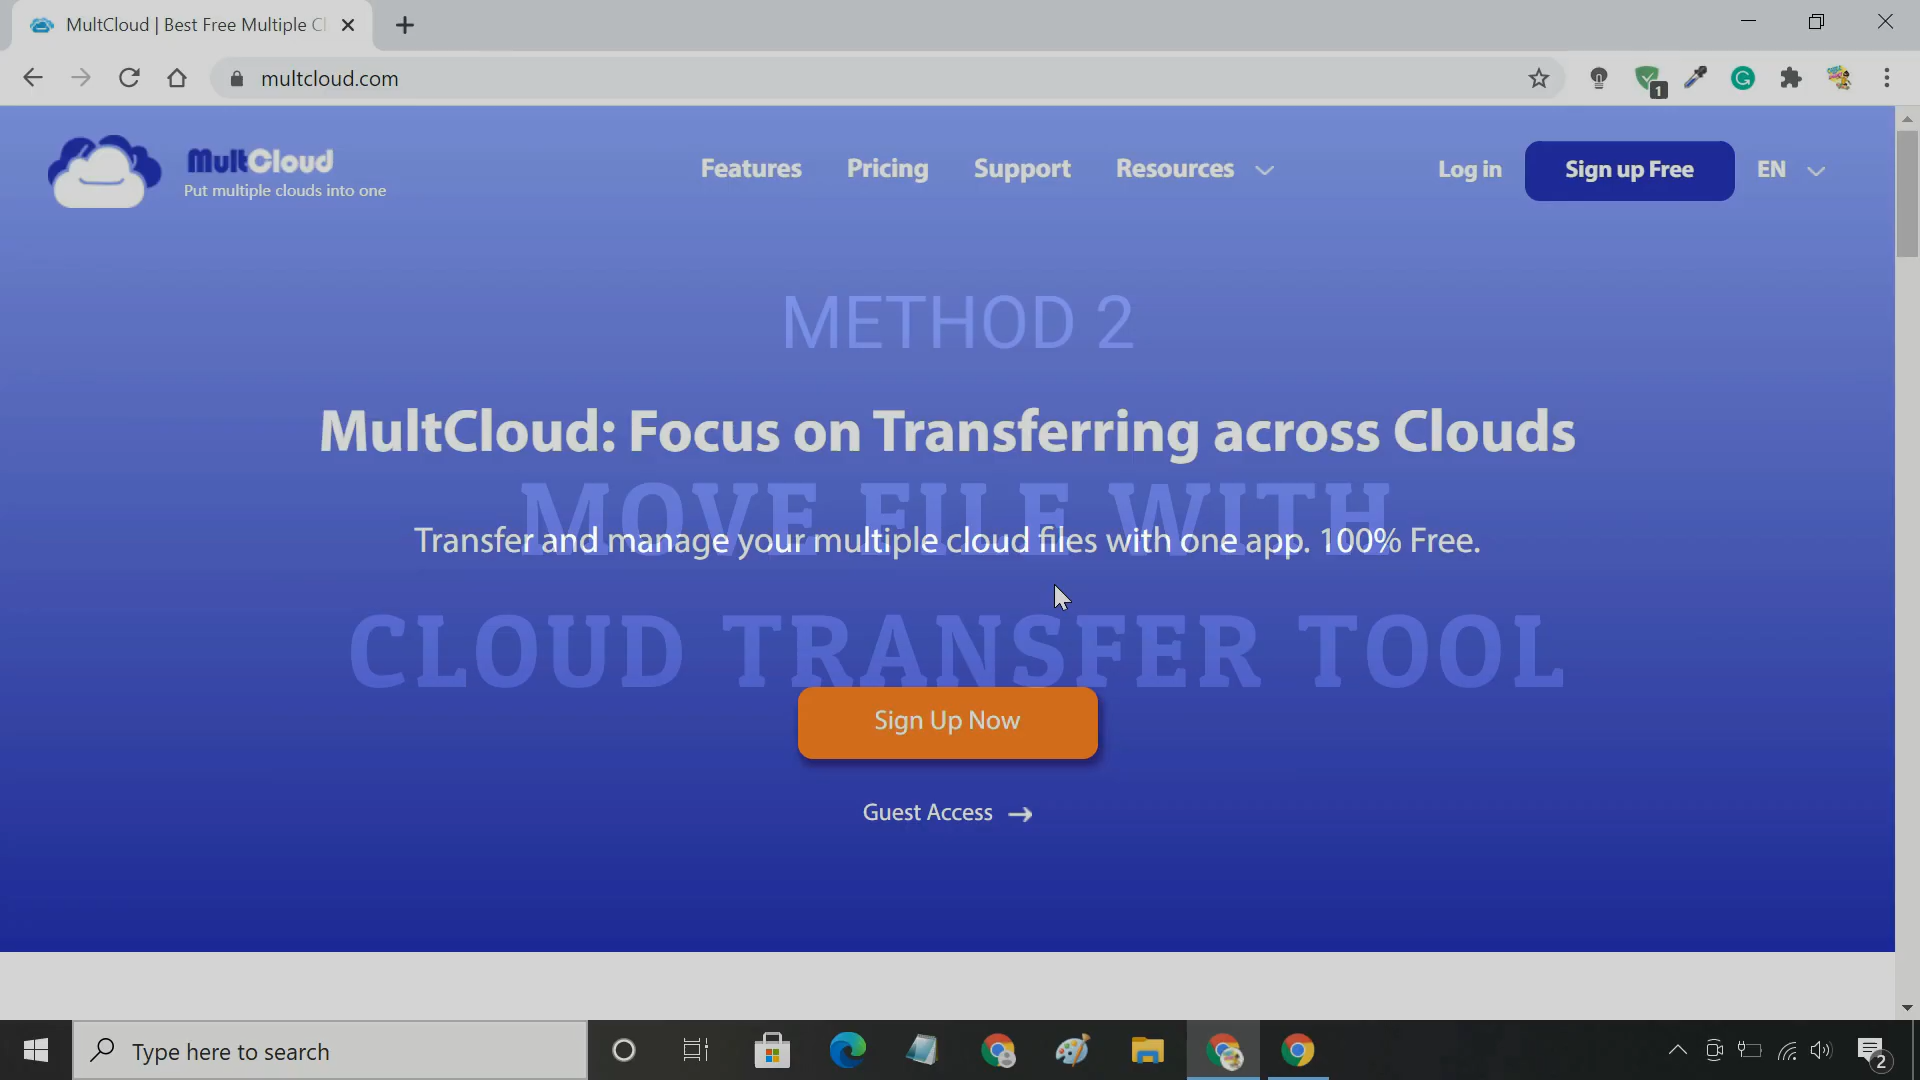 MultCloud | Best Free Multiple Cl
multcloud.com
1
MultCloud
Put multiple clouds into one
Features
Pricing
Support
Resources
Log in
Sign up Free
EN
METHOD 2
MultCloud: Focus on Transferring across Clouds
MOVE FILE WITH
Transfer and manage your multiple cloud files with one app. 100% Free.
CLOUD TRANSFER TOOL
Sign Up Now
Guest Access
Type here to search
2